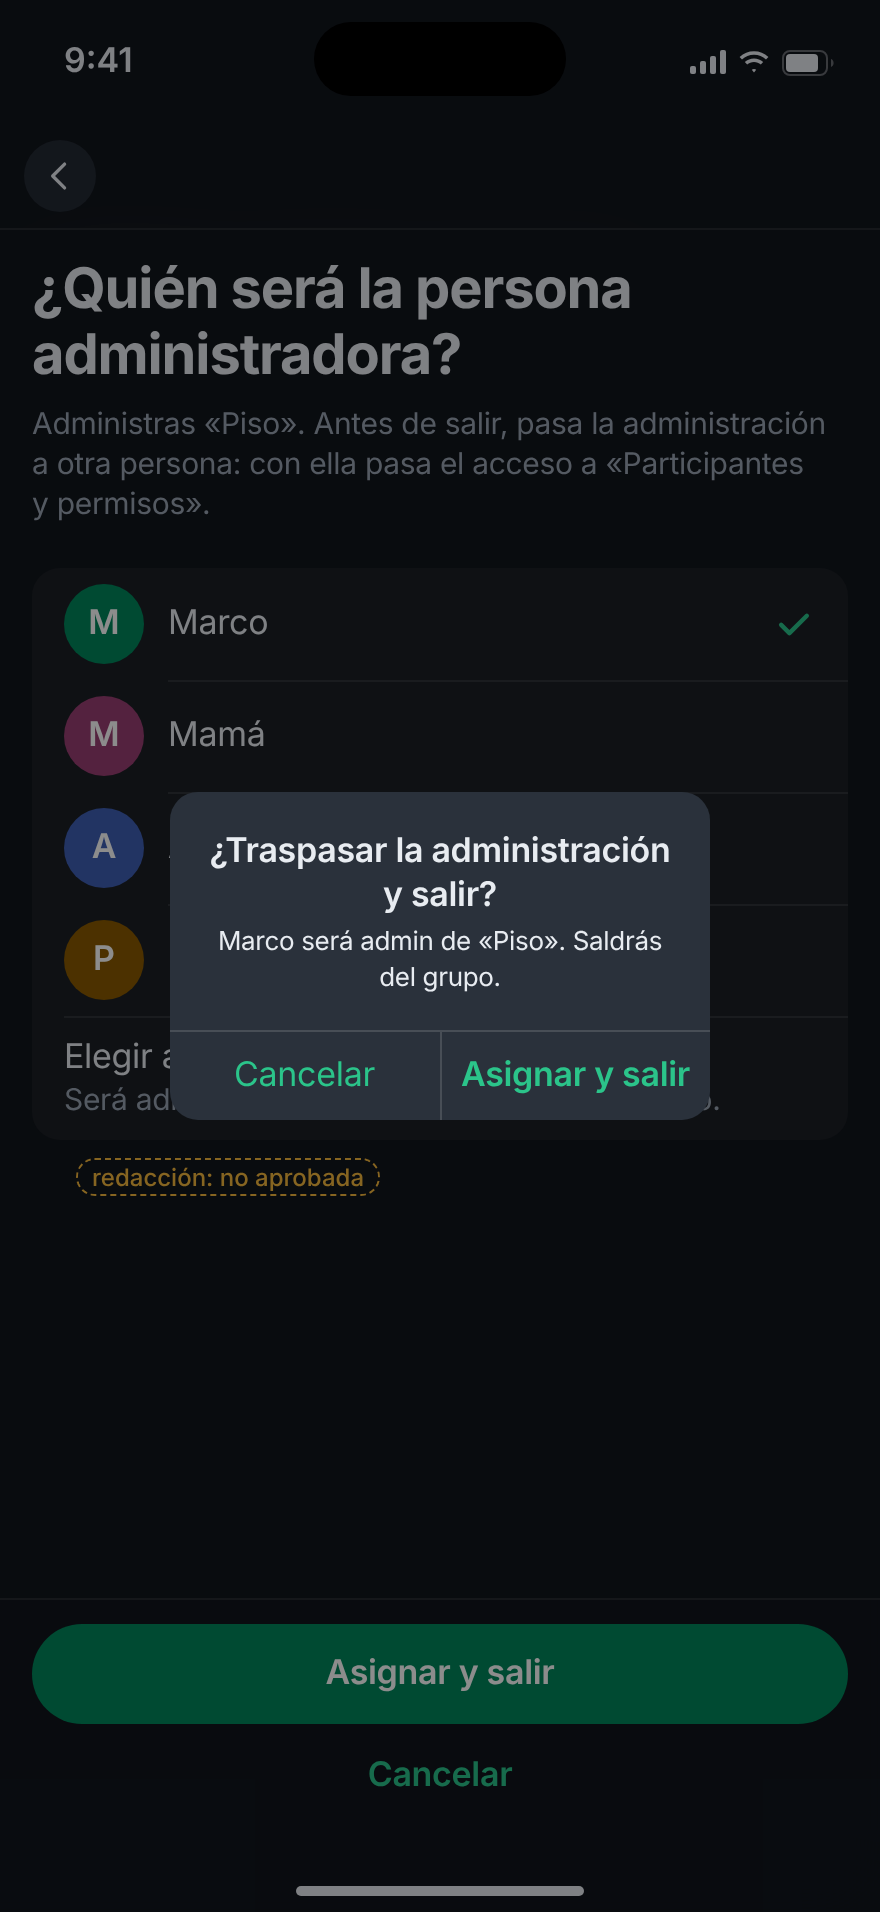 9:41
¿Quién será la persona
administradora?
Administras «Piso». Antes de salir, pasa la administración
a otra persona: con ella pasa el acceso a «Participantes
y permisos».
M Marco
M Mamá
A
P
¿Traspasar la administración
y salir?
Marco será admin de «Piso». Saldrás
del grupo.
Cancelar Asignar y salir
Elegir
Será
redacción: no aprobada
Asignar y salir
Cancelar